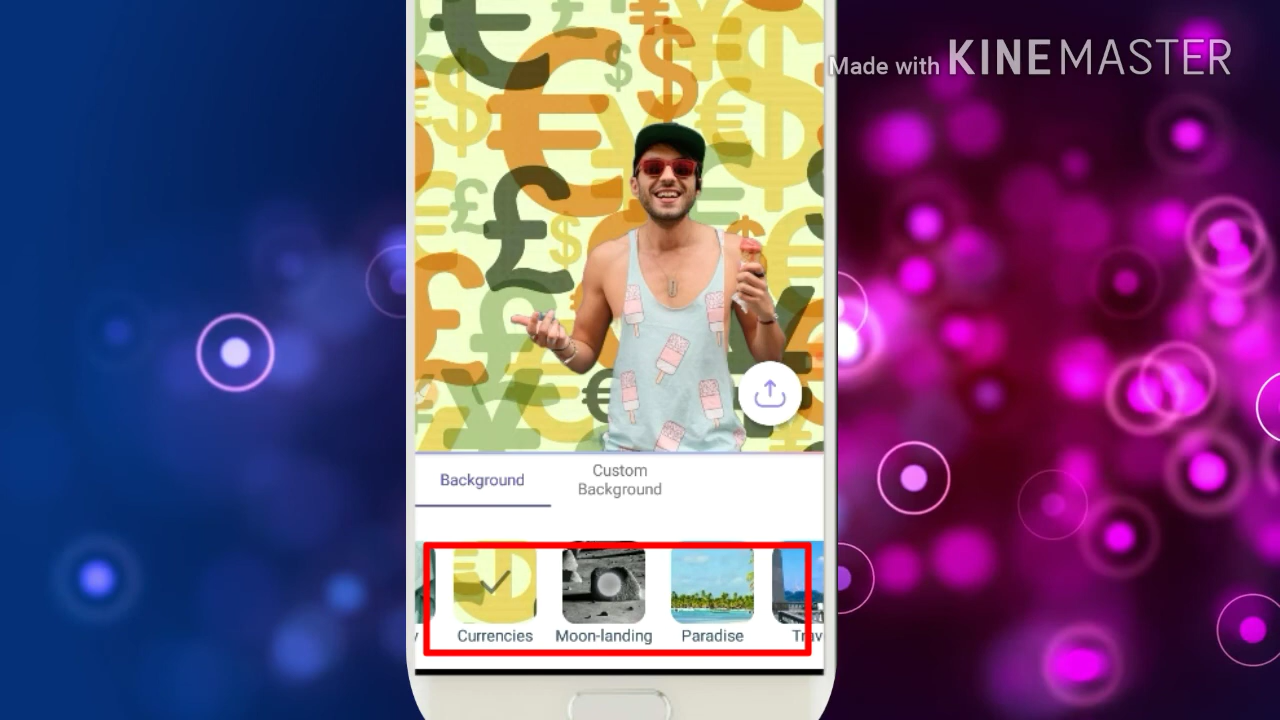 Made with KINEMASTER
Background
Custom
Background
Currencies
Moon-landing
Paradise